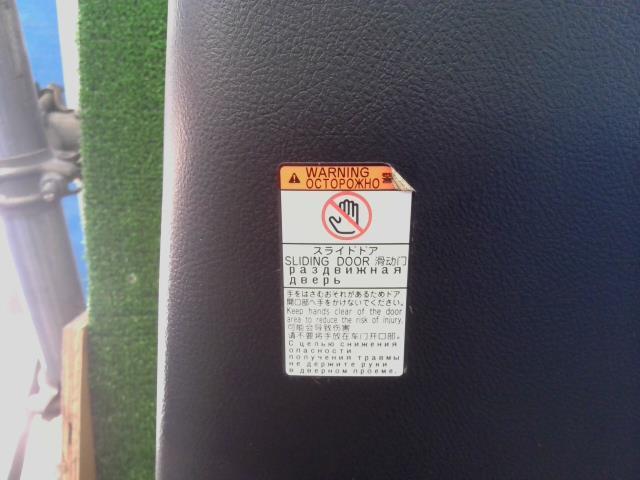 WARNING
ОСТОРОЖНО
スライドドア
SLIDING DOOR 滑动门
раздвижная
дверь
手をはさむおそれがあるためドア
開口部へ手をかけないでください。
Keep hands clear of the door
area to reduce the risk of injury.
可能会导致伤害
请不要将手放在车门开口部。
С целью снижения
опасности
получения травмы
не держите руки
в дверном проеме.